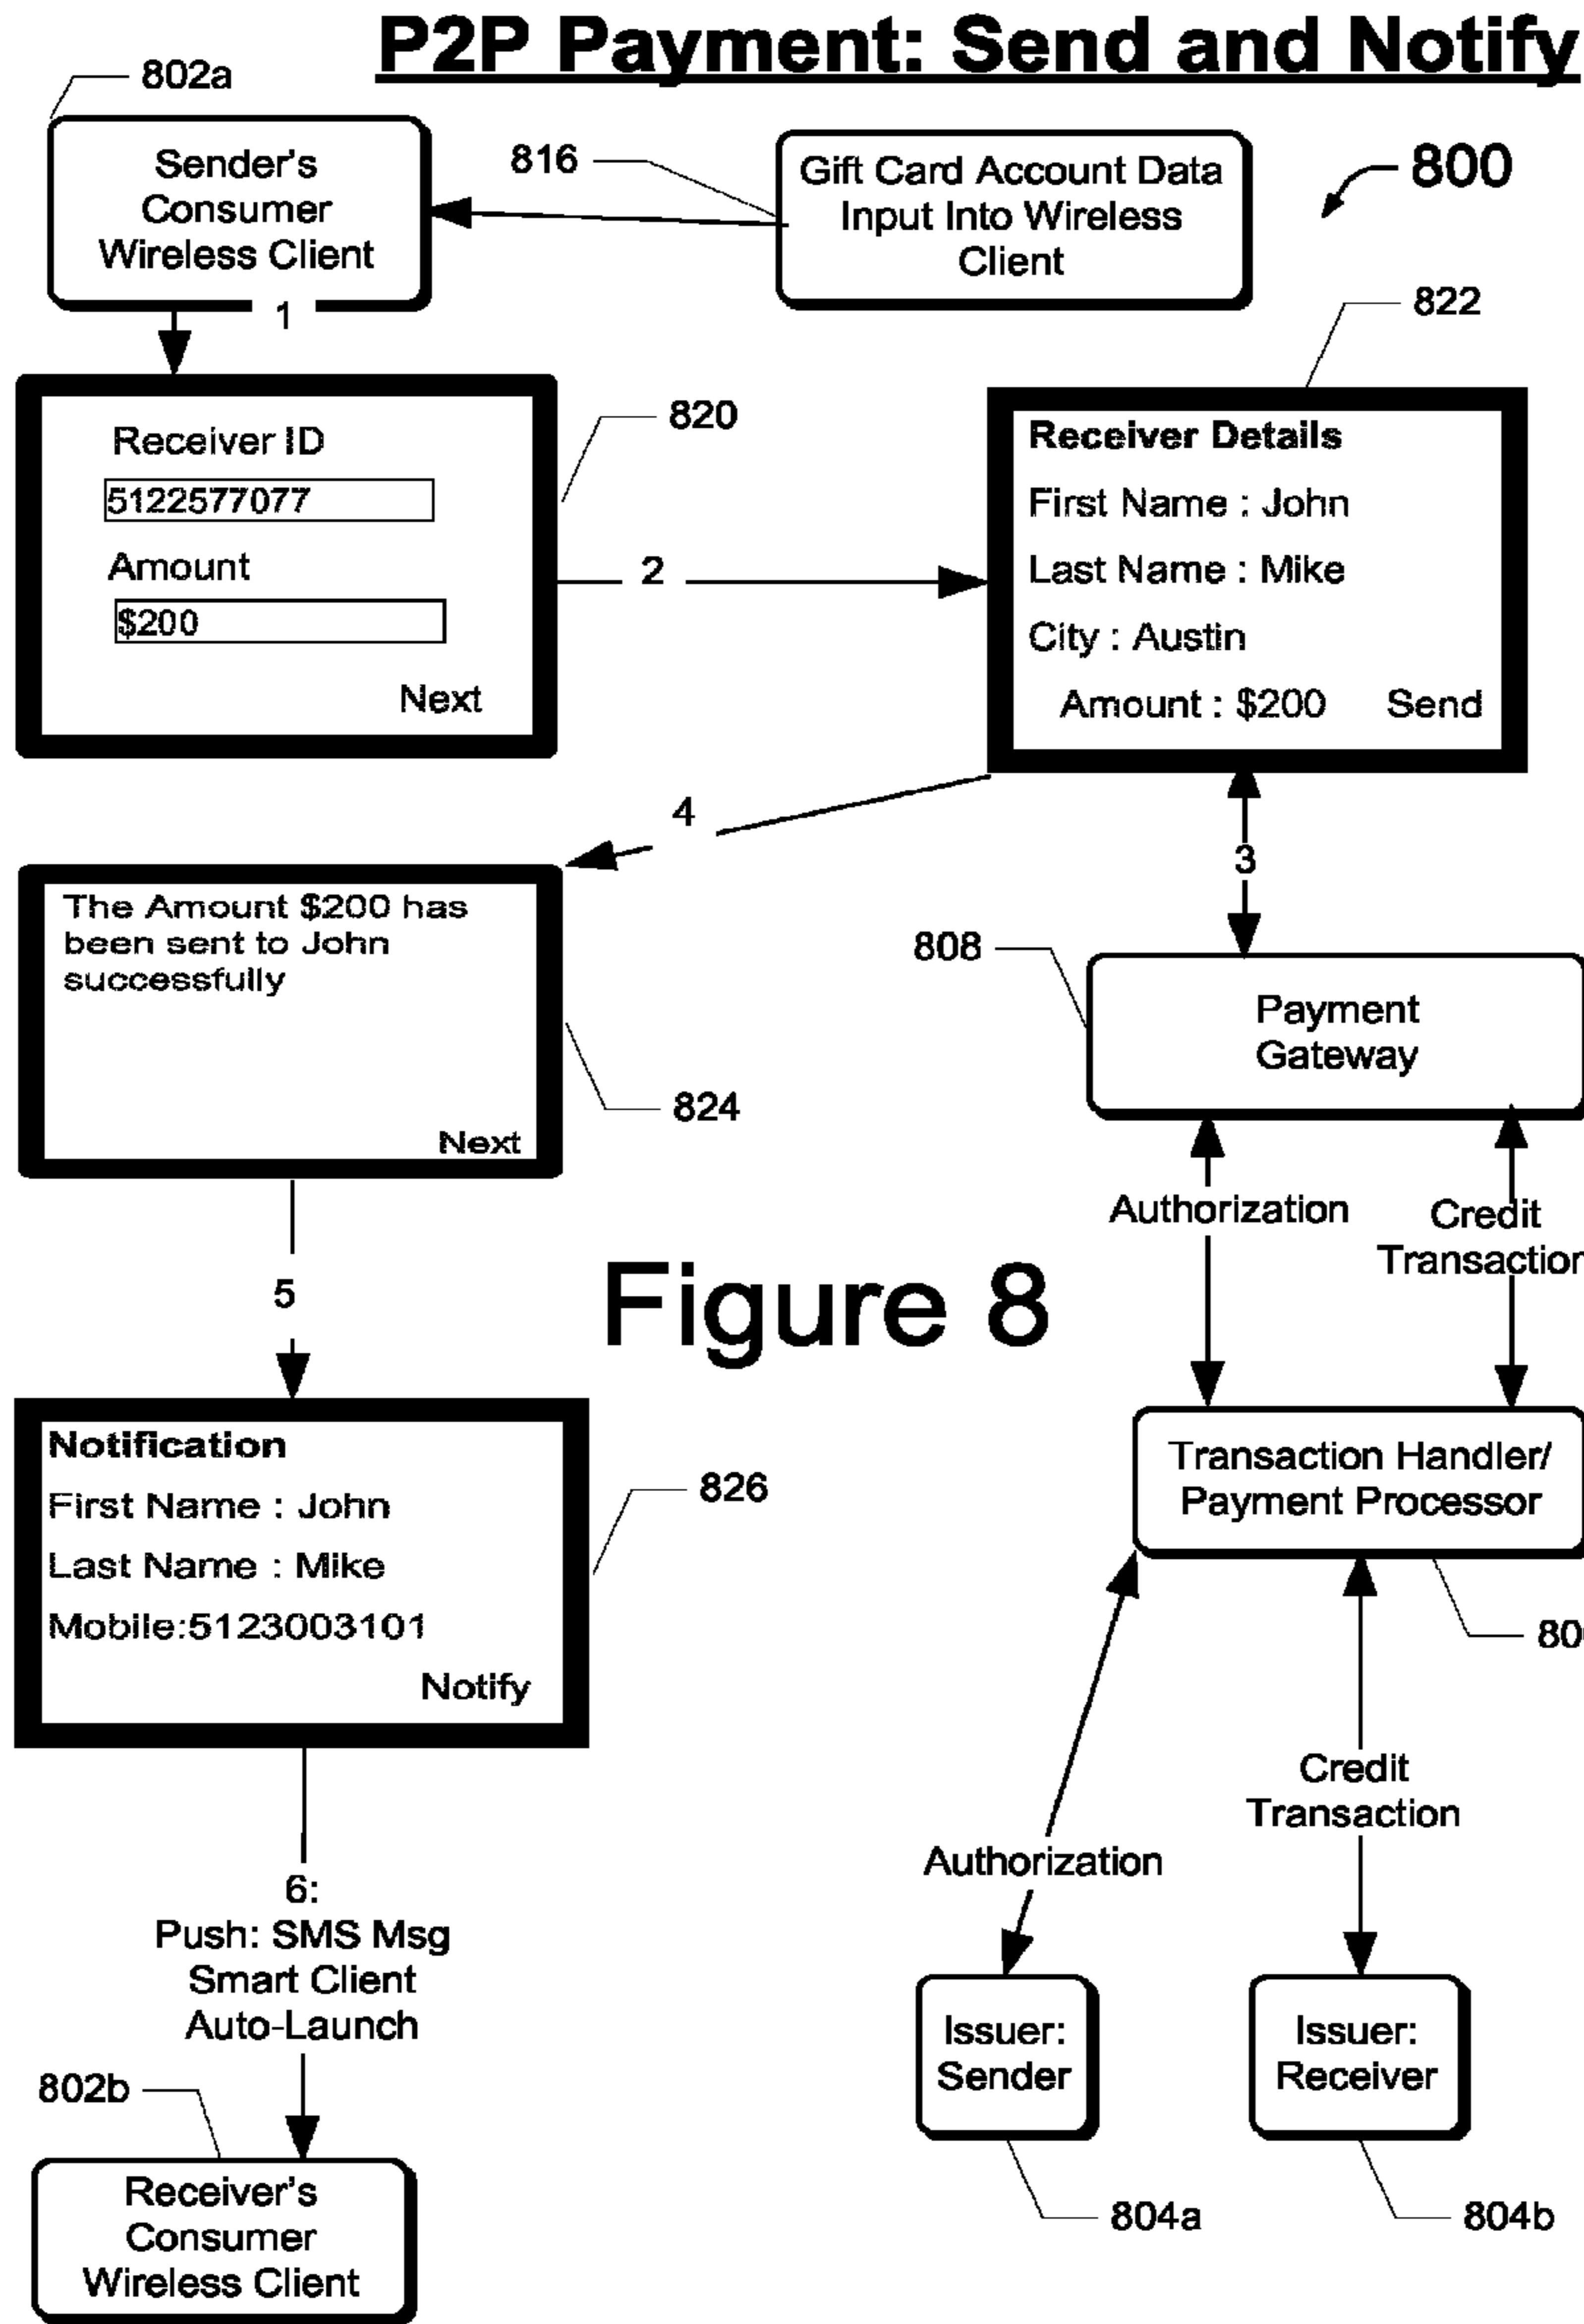 P2P Payment: Send and Notify
802a
Sender's
Consumer
Wireless Client
816
Gift Card Account Data
Input Into Wireless
Client
800
1
822
Receiver ID
5122577077
Amount
$200
Next
820
2
Receiver Details
First Name : John
Last Name : Mike
City : Austin
Amount : $200 Send
4
3
The Amount $200 has
been sent to John
successfully
Next
824
808
Payment
Gateway
Authorization
Credit
Transaction
5
Figure 8
Notification
First Name : John
Last Name : Mike
Mobile:5123003101
Notify
826
Transaction Handler/
Payment Processor
Credit
Transaction
Authorization
6:
Push: SMS Msg
Smart Client
Auto-Launch
Issuer:
Sender
Issuer:
Receiver
802b
804a
804b
Receiver's
Consumer
Wireless Client